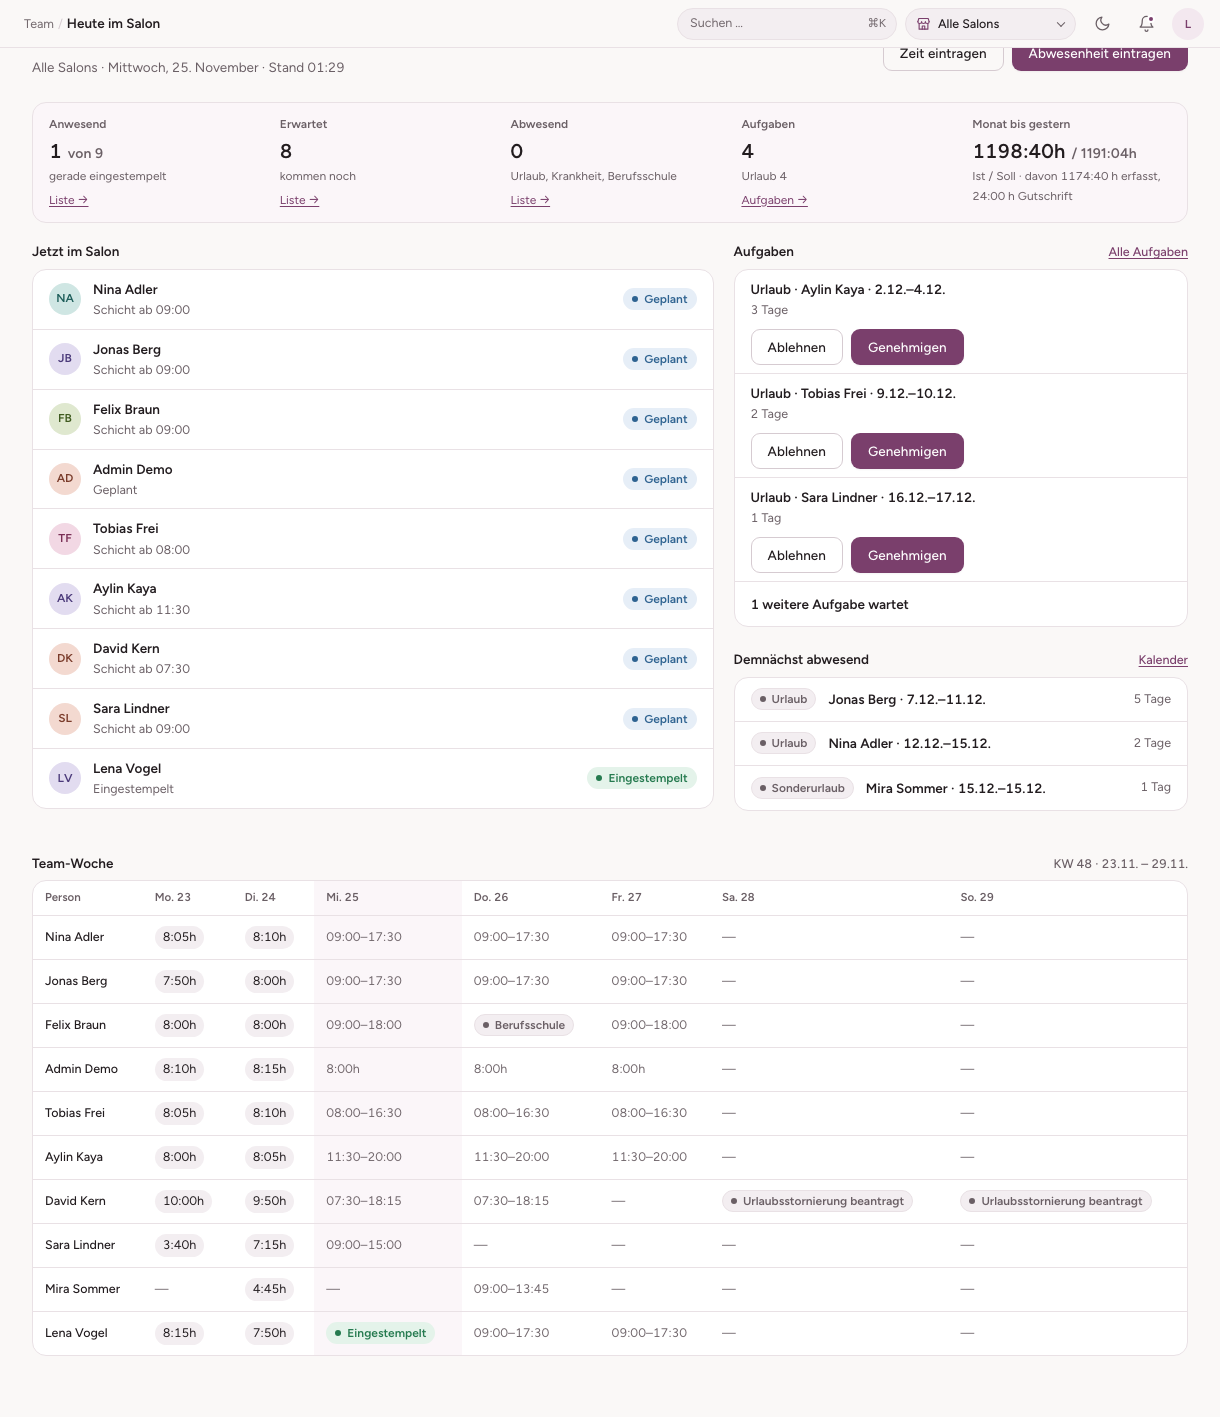 Team / Heute im Salon
Suchen ... ⌘K
Alle Salons
L
Alle Salons · Mittwoch, 25. November · Stand 01:29
Zeit eintragen
Abwesenheit eintragen
Anwesend
1 von 9
gerade eingestempelt
Liste →
Erwartet
8
kommen noch
Liste →
Abwesend
0
Urlaub, Krankheit, Berufsschule
Liste →
Aufgaben
4
Urlaub 4
Aufgaben →
Monat bis gestern
1198:40h / 1191:04h
Ist / Soll · davon 1174:40 h erfasst,
24:00 h Gutschrift
Jetzt im Salon
NA Nina Adler
Schicht ab 09:00
Geplant
JB Jonas Berg
Schicht ab 09:00
Geplant
FB Felix Braun
Schicht ab 09:00
Geplant
AD Admin Demo
Geplant
Geplant
TF Tobias Frei
Schicht ab 08:00
Geplant
AK Aylin Kaya
Schicht ab 11:30
Geplant
DK David Kern
Schicht ab 07:30
Geplant
SL Sara Lindner
Schicht ab 09:00
Geplant
LV Lena Vogel
Eingestempelt
Eingestempelt
Aufgaben Alle Aufgaben
Urlaub · Aylin Kaya · 2.12.–4.12.
3 Tage
Ablehnen Genehmigen
Urlaub · Tobias Frei · 9.12.–10.12.
2 Tage
Ablehnen Genehmigen
Urlaub · Sara Lindner · 16.12.–17.12.
1 Tag
Ablehnen Genehmigen
1 weitere Aufgabe wartet
Demnächst abwesend Kalender
Urlaub Jonas Berg · 7.12.–11.12. 5 Tage
Urlaub Nina Adler · 12.12.–15.12. 2 Tage
Sonderurlaub Mira Sommer · 15.12.–15.12. 1 Tag
Team-Woche KW 48 · 23.11. – 29.11.
Person Mo. 23 Di. 24 Mi. 25 Do. 26 Fr. 27 Sa. 28 So. 29
Nina Adler 8:05h 8:10h 09:00–17:30 09:00–17:30 09:00–17:30 — —
Jonas Berg 7:50h 8:00h 09:00–17:30 09:00–17:30 09:00–17:30 — —
Felix Braun 8:00h 8:00h 09:00–18:00 Berufsschule 09:00–18:00 — —
Admin Demo 8:10h 8:15h 8:00h 8:00h 8:00h — —
Tobias Frei 8:05h 8:10h 08:00–16:30 08:00–16:30 08:00–16:30 — —
Aylin Kaya 8:00h 8:05h 11:30–20:00 11:30–20:00 11:30–20:00 — —
David Kern 10:00h 9:50h 07:30–18:15 07:30–18:15 — Urlaubsstornierung beantragt Urlaubsstornierung beantragt
Sara Lindner 3:40h 7:15h 09:00–15:00 — — — —
Mira Sommer — 4:45h — 09:00–13:45 — — —
Lena Vogel 8:15h 7:50h Eingestempelt 09:00–17:30 09:00–17:30 — —